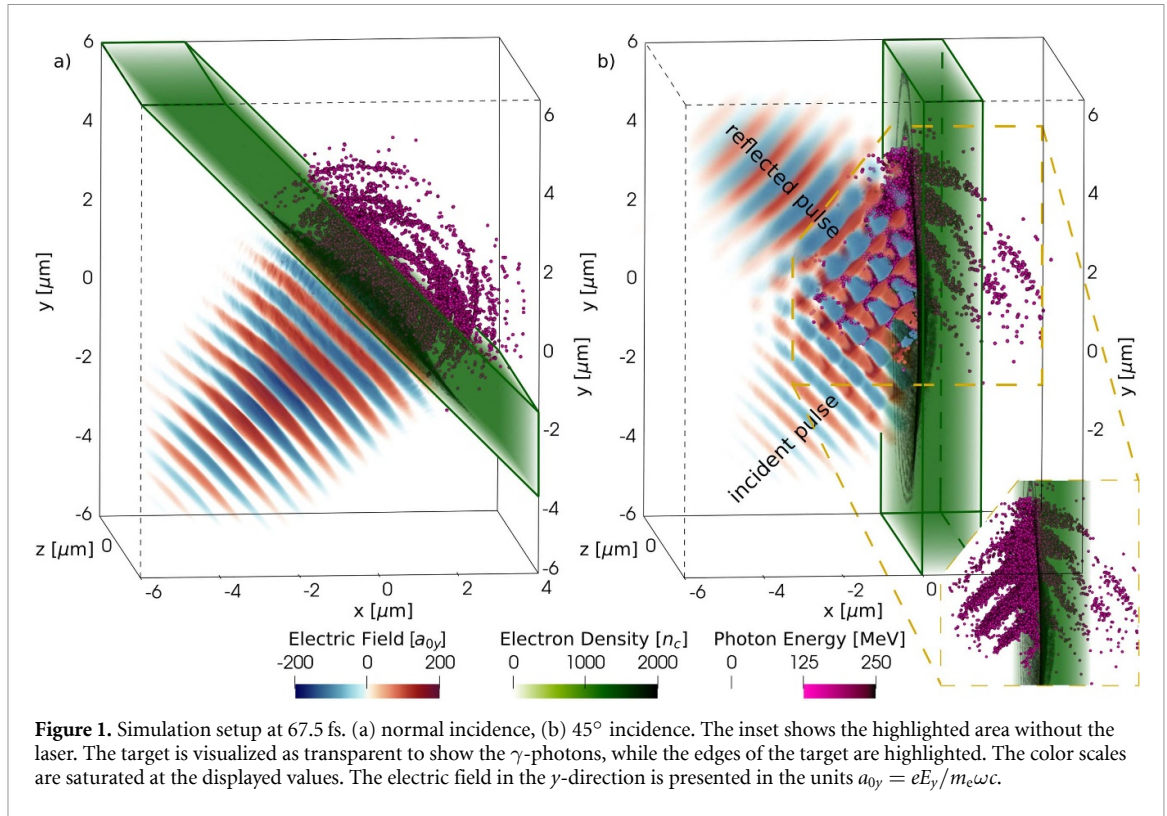 a)
6
4
2
0
-2
-4
-6
y [μm]
z [μm]
0
-6
-4
-2
0
2
4
x [μm]
6
4
2
0
-2
-4
-6
y [μm]
b)
6
4
2
0
-2
-4
-6
y [μm]
z [μm]
0
-6
-4
-2
0
x [μm]
6
4
2
0
-2
y [μm]
reflected pulse
incident pulse
Electric Field [a0y]
-200 0 200
Electron Density [nc]
0 1000 2000
Photon Energy [MeV]
0 125 250
Figure 1. Simulation setup at 67.5 fs. (a) normal incidence, (b) 45° incidence. The inset shows the highlighted area without the
laser. The target is visualized as transparent to show the γ-photons, while the edges of the target are highlighted. The color scales
are saturated at the displayed values. The electric field in the y-direction is presented in the units a0y = eEy/meωc.